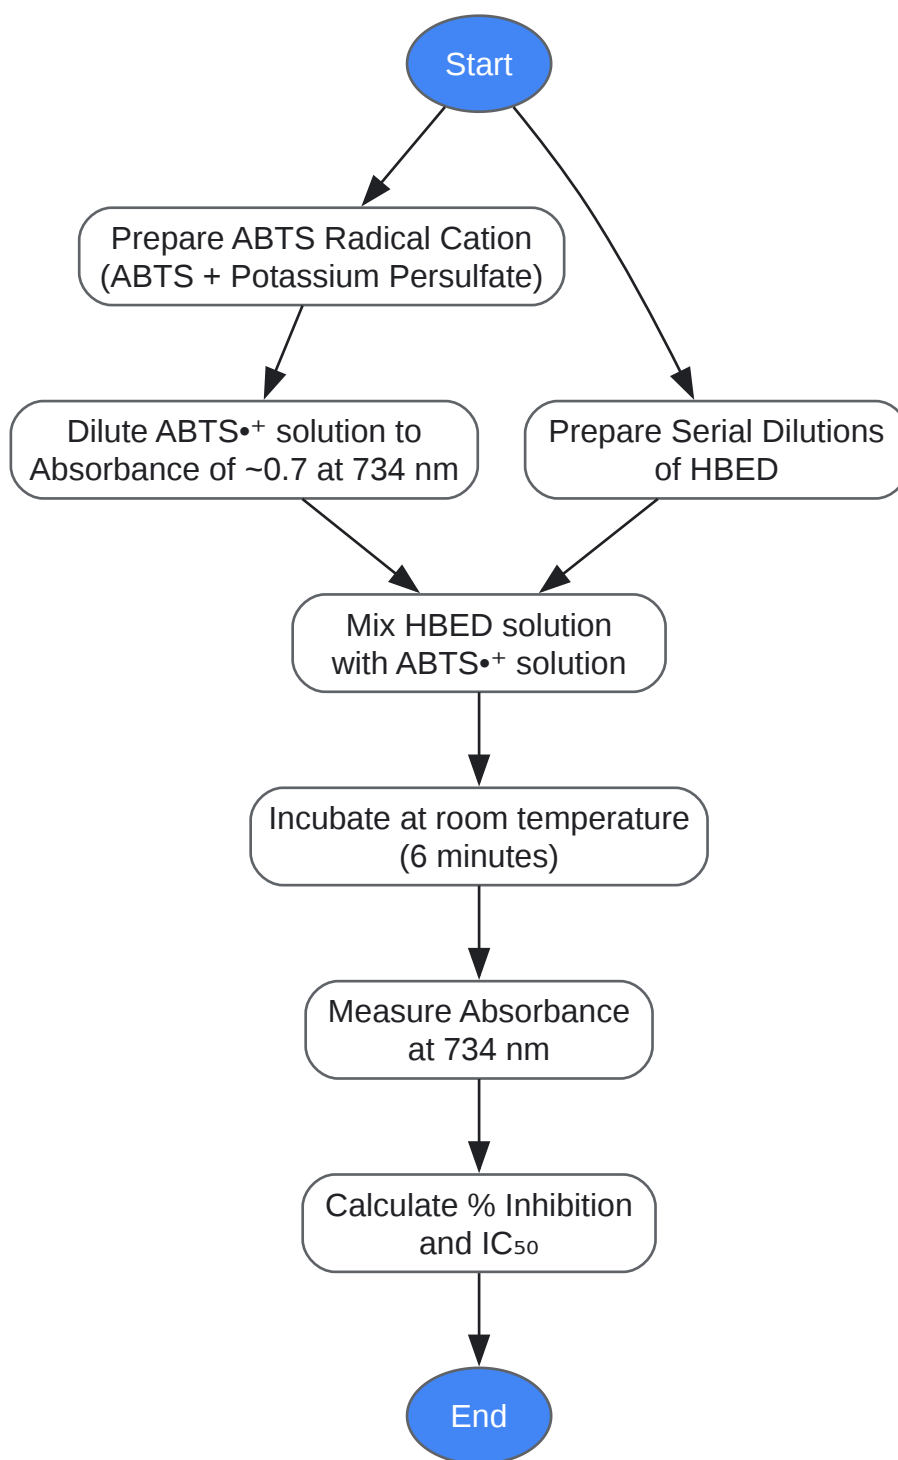 Start
Prepare ABTS Radical Cation
(ABTS + Potassium Persulfate)
Dilute ABTS•⁺ solution to
Absorbance of ~0.7 at 734 nm
Prepare Serial Dilutions
of HBED
Mix HBED solution
with ABTS•⁺ solution
Incubate at room temperature
(6 minutes)
Measure Absorbance
at 734 nm
Calculate % Inhibition
and IC₅₀
End